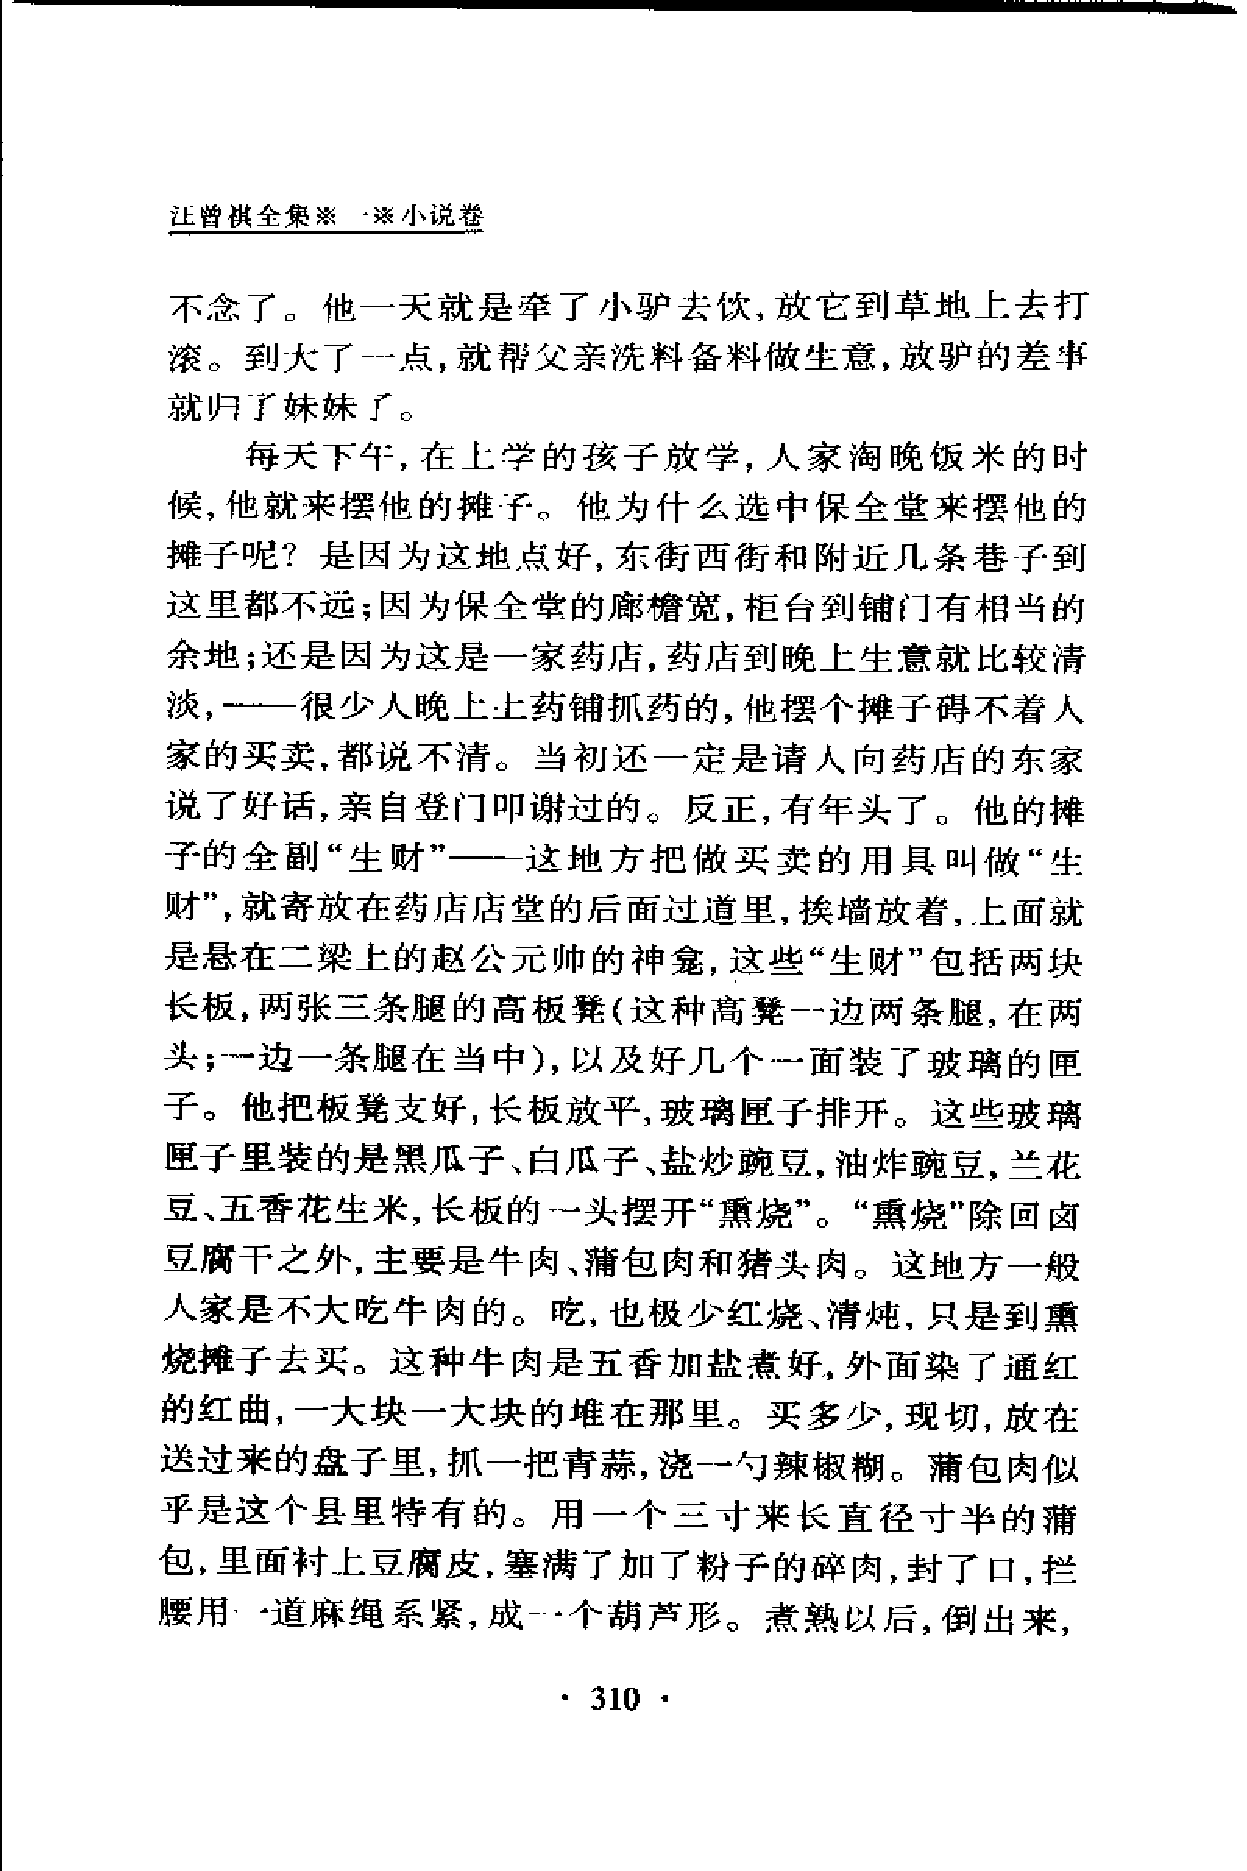 汪曾祺全集※一※小说卷
不念了。他一天就是牵了小驴去饮,放它到草地上去打
滚。到大了一点,就帮父亲洗料备料做生意,放驴的差事
就归了妹妹了。
每天下午,在上学的孩子放学,人家淘晚饭米的时
候,他就来摆他的摊子。他为什么选中保全堂来摆他的
摊子呢?是因为这地点好,东街西街和附近几条巷子到
这里都不远;因为保全堂的廊檐宽,柜台到铺门有相当的
余地;还是因为这是一家药店,药店到晚上生意就比较清
淡,——很少人晚上上药铺抓药的,他摆个摊子碍不着人
家的买卖,都说不清。当初还一定是请人向药店的东家
说了好话,亲自登门叩谢过的。反正,有年头了。他的摊
子的全副“生财”——这地方把做买卖的用具叫做“生
财”,就寄放在药店店堂的后面过道里,挨墙放着,上面就
是悬在二梁上的赵公元帅的神龛,这些“生财”包括两块
长板,两张三条腿的高板凳(这种高凳一边两条腿,在两
头;一边一条腿在当中),以及好几个一面装了玻璃的匣
子。他把板凳支好,长板放平,玻璃匣子排开。这些玻璃
匣子里装的是黑瓜子、白瓜子、盐炒豌豆,油炸豌豆,兰花
豆、五香花生米,长板的一头摆开“熏烧”。“熏烧”除回卤
豆腐干之外,主要是牛肉、蒲包肉和猪头肉。这地方一般
人家是不大吃牛肉的。吃,也极少红烧、清炖,只是到熏
烧摊子去买。这种牛肉是五香加盐煮好,外面染了通红
的红曲,一大块一大块的堆在那里。买多少,现切,放在
送过来的盘子里,抓一把青蒜,浇一勺辣椒糊。蒲包肉似
乎是这个县里特有的。用一个三寸来长直径寸半的蒲
包,里面衬上豆腐皮,塞满了加了粉子的碎肉,封了口,拦
腰用一道麻绳系紧,成一个葫芦形。煮熟以后,倒出来,
· 310 ·